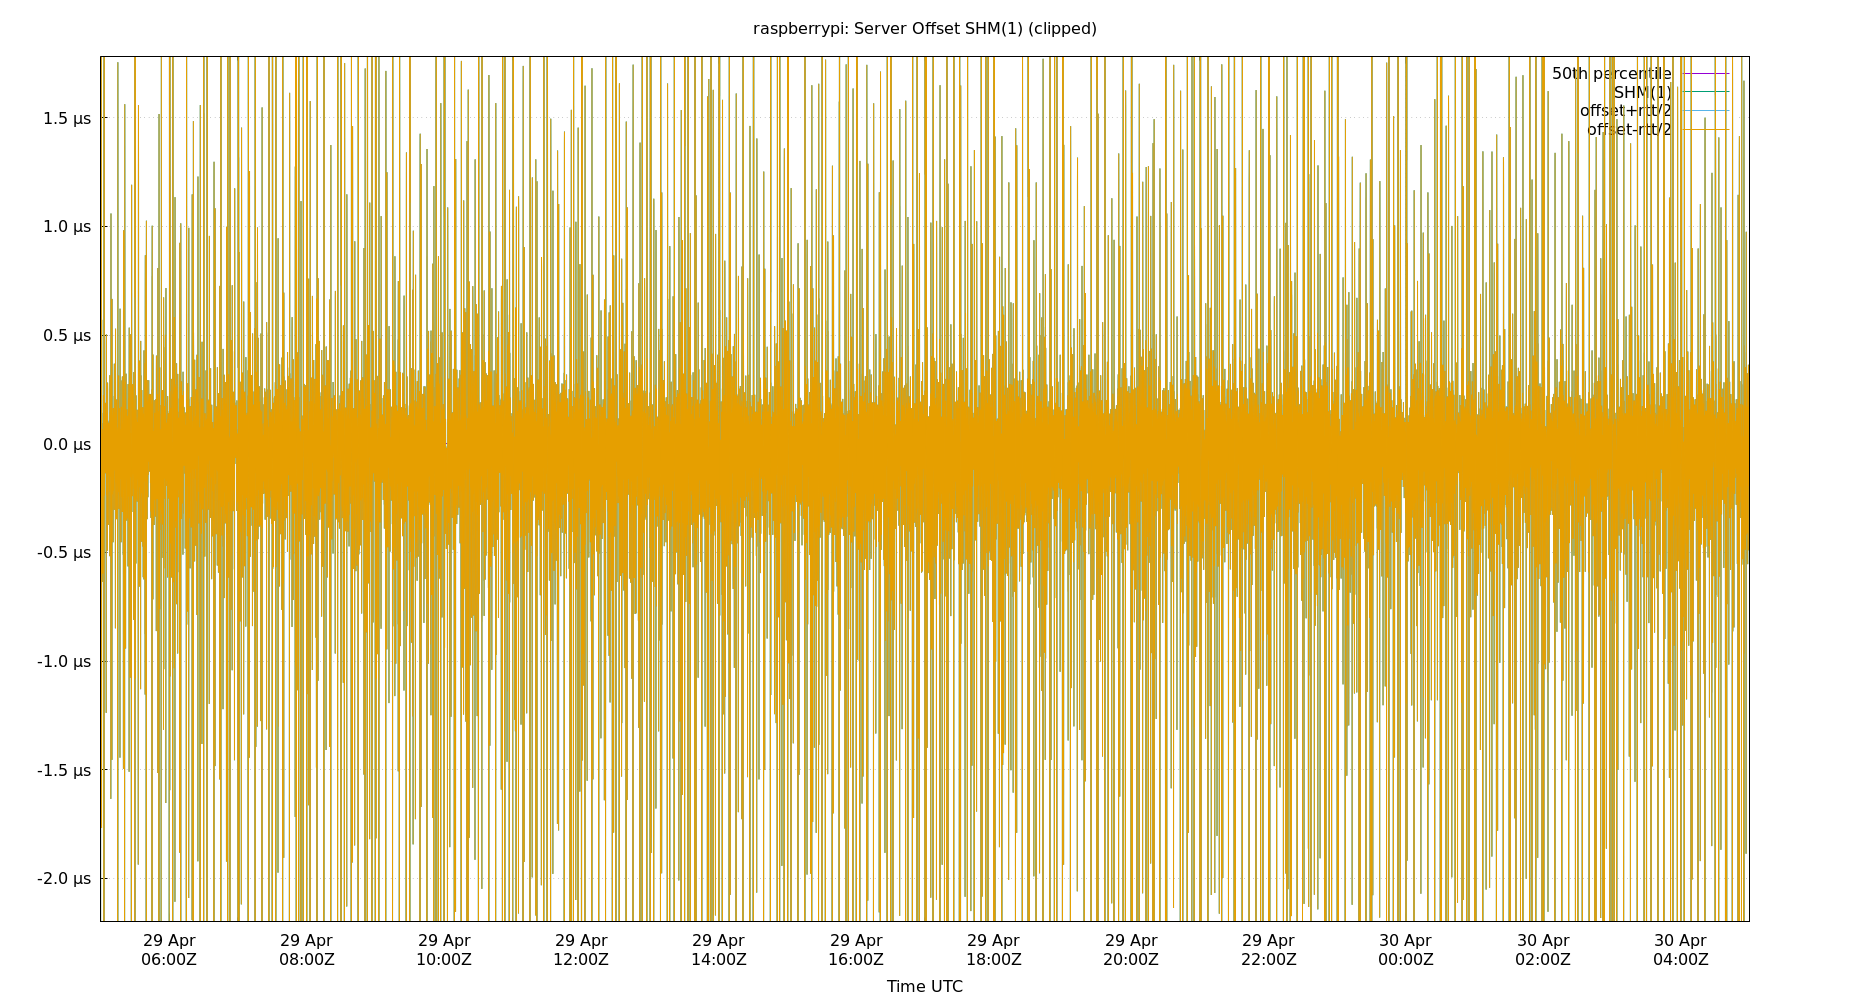 raspberrypi: Server Offset SHM(1) (clipped)
50th percentile
SHM(1)
offset+rtt/2
offset-rtt/2
1.5 µs
1.0 µs
0.5 µs
0.0 µs
-0.5 µs
-1.0 µs
-1.5 µs
-2.0 µs
29 Apr 29 Apr 29 Apr 29 Apr 29 Apr 29 Apr 29 Apr 29 Apr 29 Apr 30 Apr 30 Apr 30 Apr
06:00Z 08:00Z 10:00Z 12:00Z 14:00Z 16:00Z 18:00Z 20:00Z 22:00Z 00:00Z 02:00Z 04:00Z
Time UTC